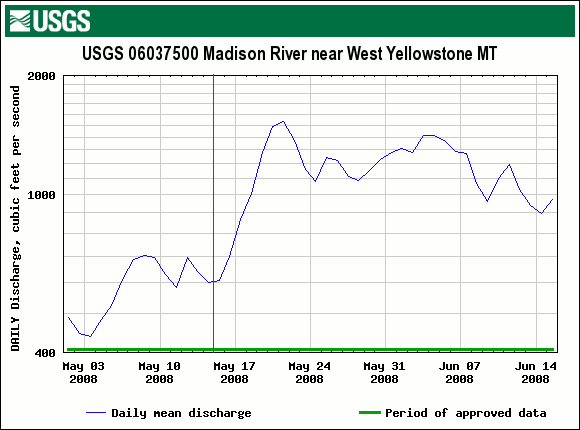 USGS
USGS 06037500 Madison River near West Yellowstone MT
DAILY Discharge, cubic feet per second
2000
1000
400
May 03 May 10 May 17 May 24 May 31 Jun 07 Jun 14
2008 2008 2008 2008 2008 2008 2008
Daily mean discharge Period of approved data